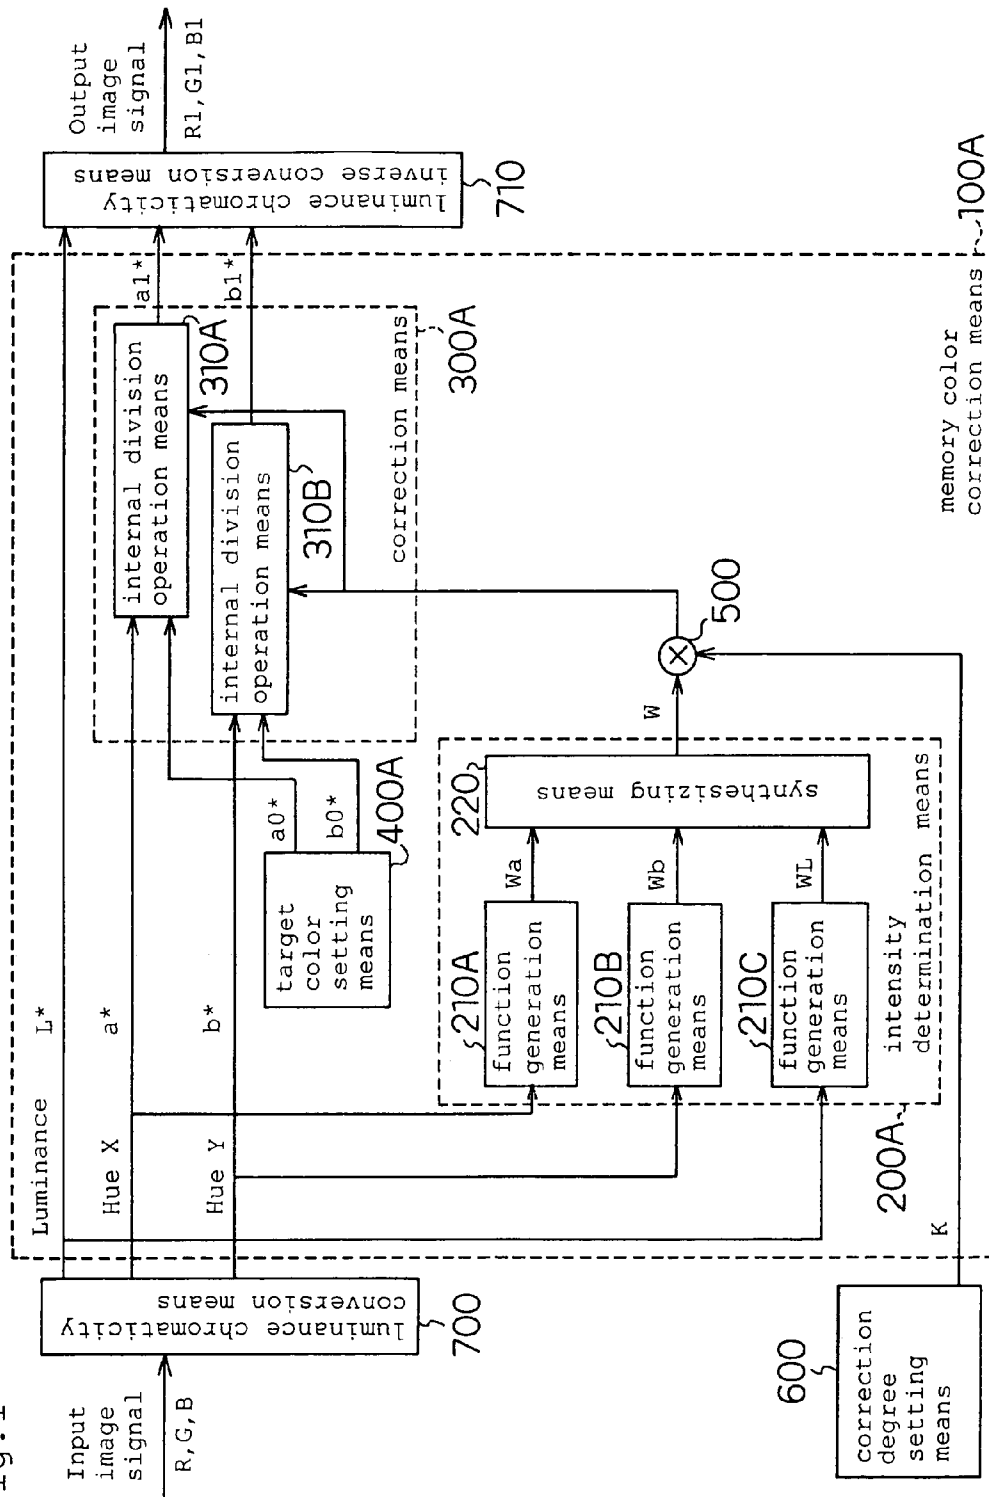 Fig.1
Input
image
signal
R,G,B
luminance chromaticity
conversion means
700
Luminance L*
Hue X a*
Hue Y b*
target
color
setting
means
a0*
b0*
400A
internal division
operation means
310A
internal division
operation means
310B
correction means
300A
a1*
b1*
luminance chromaticity
inverse conversion means
710
Output
image
signal
R1,G1,B1
210A
function
generation
means
Wa
210B
function
generation
means
Wb
210C
function
generation
means
WL
220
synthesizing means
intensity
determination means
200A
W
500
K
600
correction
degree
setting
means
memory color
correction means
100A